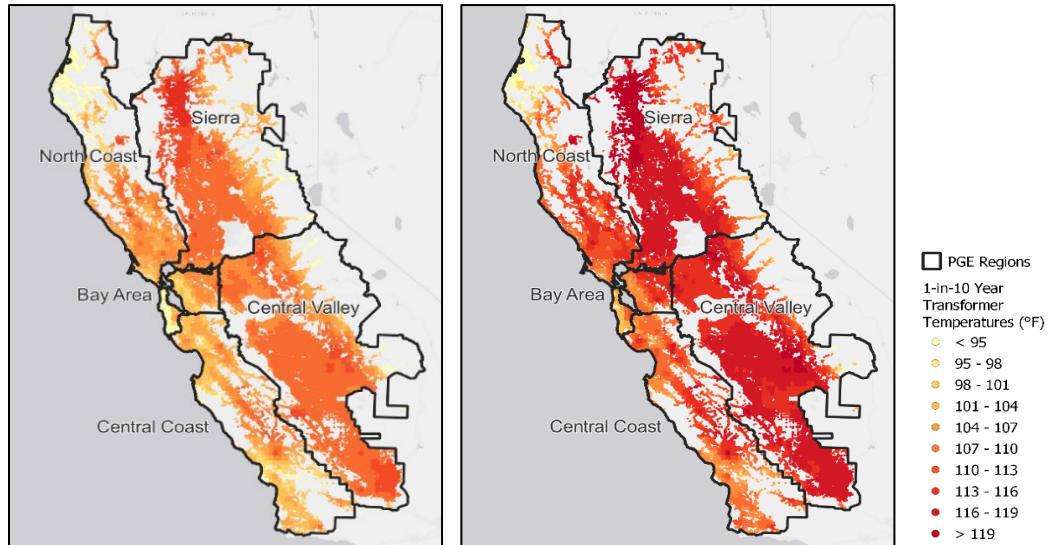 Sierra
North Coast
Bay Area
Central Valley
Central Coast
Sierra
North Coast
Bay Area
Central Valley
Central Coast
PGE Regions
1-in-10 Year
Transformer
Temperatures (°F)
< 95
95 - 98
98 - 101
101 - 104
104 - 107
107 - 110
110 - 113
113 - 116
116 - 119
> 119